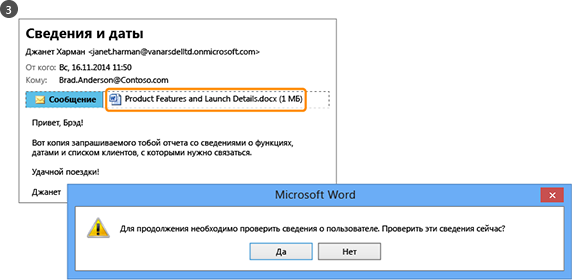 3
Сведения и даты
Джанет Харман <janet.harman@vanarsdelltd.onmicrosoft.com>
От кого: Вс, 16.11.2014 11:50
Кому: Brad.Anderson@Contoso.com
Сообщение Product Features and Launch Details.docx (1 МБ)
Привет, Брэд!
Вот копия запрашиваемого тобой отчета со сведениями о функциях,
датами и списком клиентов, с которыми нужно связаться.
Удачной поездки!
Джанет
Microsoft Word
Для продолжения необходимо проверить сведения о пользователе. Проверить эти сведения сейчас?
Да Нет